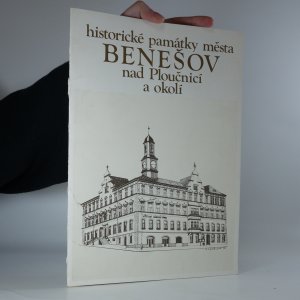 historické památky města
BENEŠOV
nad Ploučnicí
a okolí